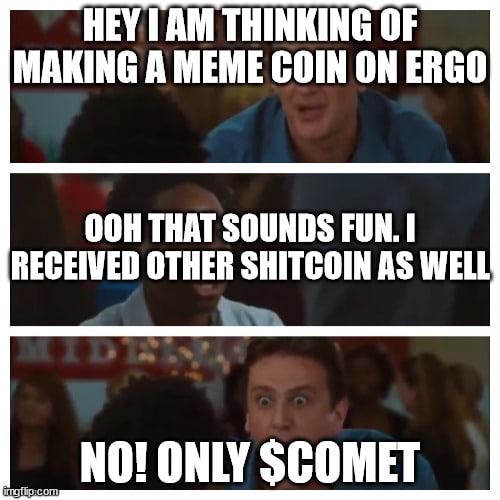 HEY I AM THINKING OF
MAKING A MEME COIN ON ERGO
OOH THAT SOUNDS FUN. I
RECEIVED OTHER SHITCOIN AS WELL
MIDDL
NO! ONLY $COMET
imgflip.com